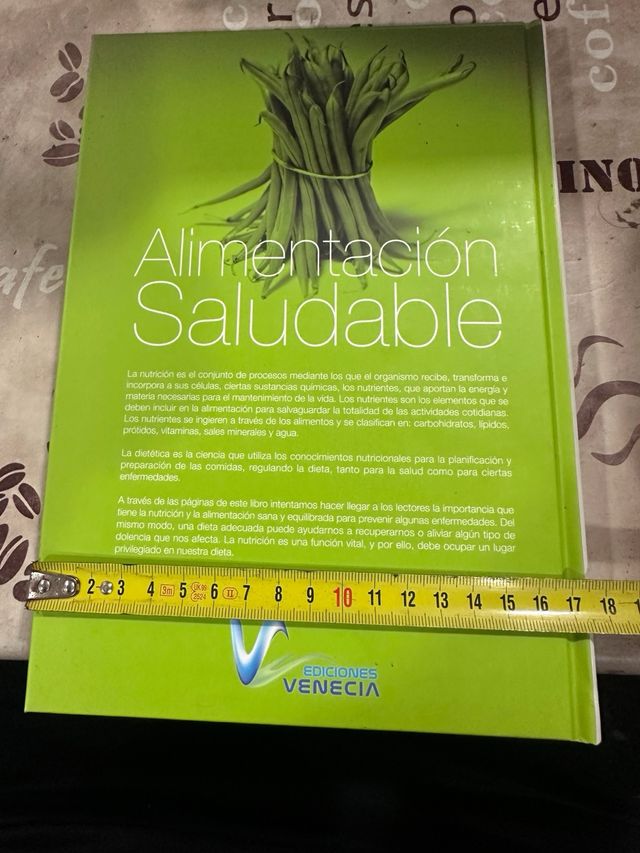 cof
INO
afe
Alimentación
Saludable
La nutrición es el conjunto de procesos mediante los que el organismo recibe, transforma e
incorpora a sus células, ciertas sustancias químicas, los nutrientes, que aportan la energía y
materia necesarias para el mantenimiento de la vida. Los nutrientes son los elementos que se
deben incluir en la alimentación para salvaguardar la totalidad de las actividades cotidianas.
Los nutrientes se ingieren a través de los alimentos y se clasifican en: carbohidratos, lípidos,
prótidos, vitaminas, sales minerales y agua.
La dietética es la ciencia que utiliza los conocimientos nutricionales para la planificación y
preparación de las comidas, regulando la dieta, tanto para la salud como para ciertas
enfermedades.
A través de las páginas de este libro intentamos hacer llegar a los lectores la importancia que
tiene la nutrición y la alimentación sana y equilibrada para prevenir algunas enfermedades. Del
mismo modo, una dieta adecuada puede ayudarnos a recuperarnos o aliviar algún tipo de
dolencia que nos afecta. La nutrición es una función vital, y por ello, debe ocupar un lugar
privilegiado en nuestra dieta.
2 3 4 3m 5 6 II 7 8 9 10 11 12 13 14 15 16 17 18
EDICIONES
VENECIA